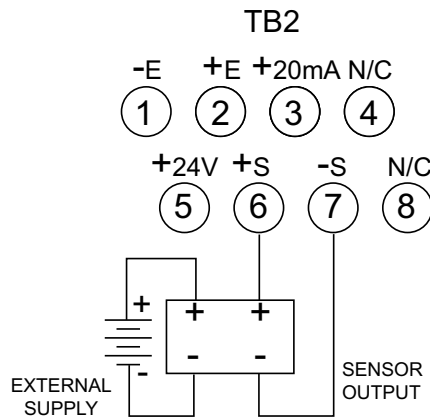 TB2
-E +E +20mA N/C
1 2 3 4
+24V +S -S N/C
5 6 7 8
+ + +
- - -
EXTERNAL SUPPLY
SENSOR OUTPUT